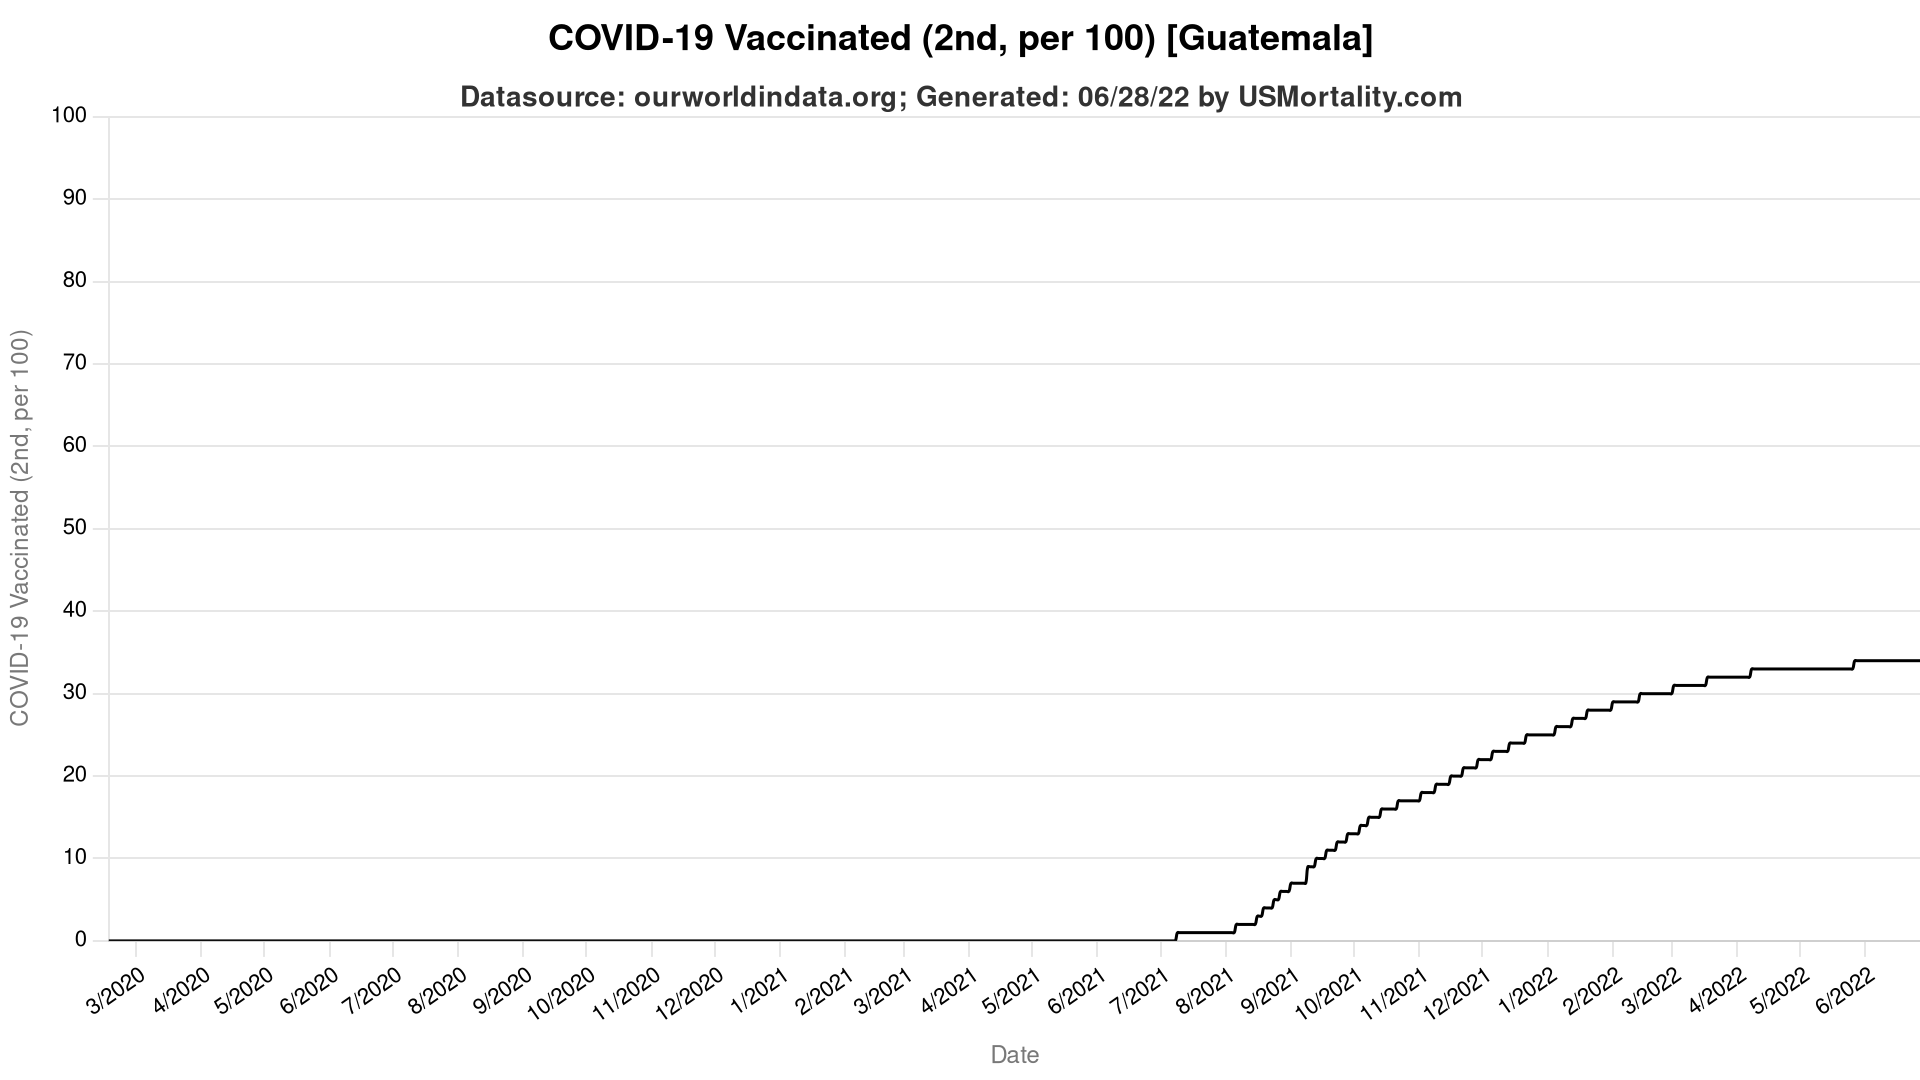 COVID-19 Vaccinated (2nd, per 100) [Guatemala]
Datasource: ourworldindata.org; Generated: 06/28/22 by USMortality.com
COVID-19 Vaccinated (2nd, per 100)
100
90
80
70
60
50
40
30
20
10
0
3/2020 4/2020 5/2020 6/2020 7/2020 8/2020 9/2020 10/2020 11/2020 12/2020 1/2021 2/2021 3/2021 4/2021 5/2021 6/2021 7/2021 8/2021 9/2021 10/2021 11/2021 12/2021 1/2022 2/2022 3/2022 4/2022 5/2022 6/2022
Date